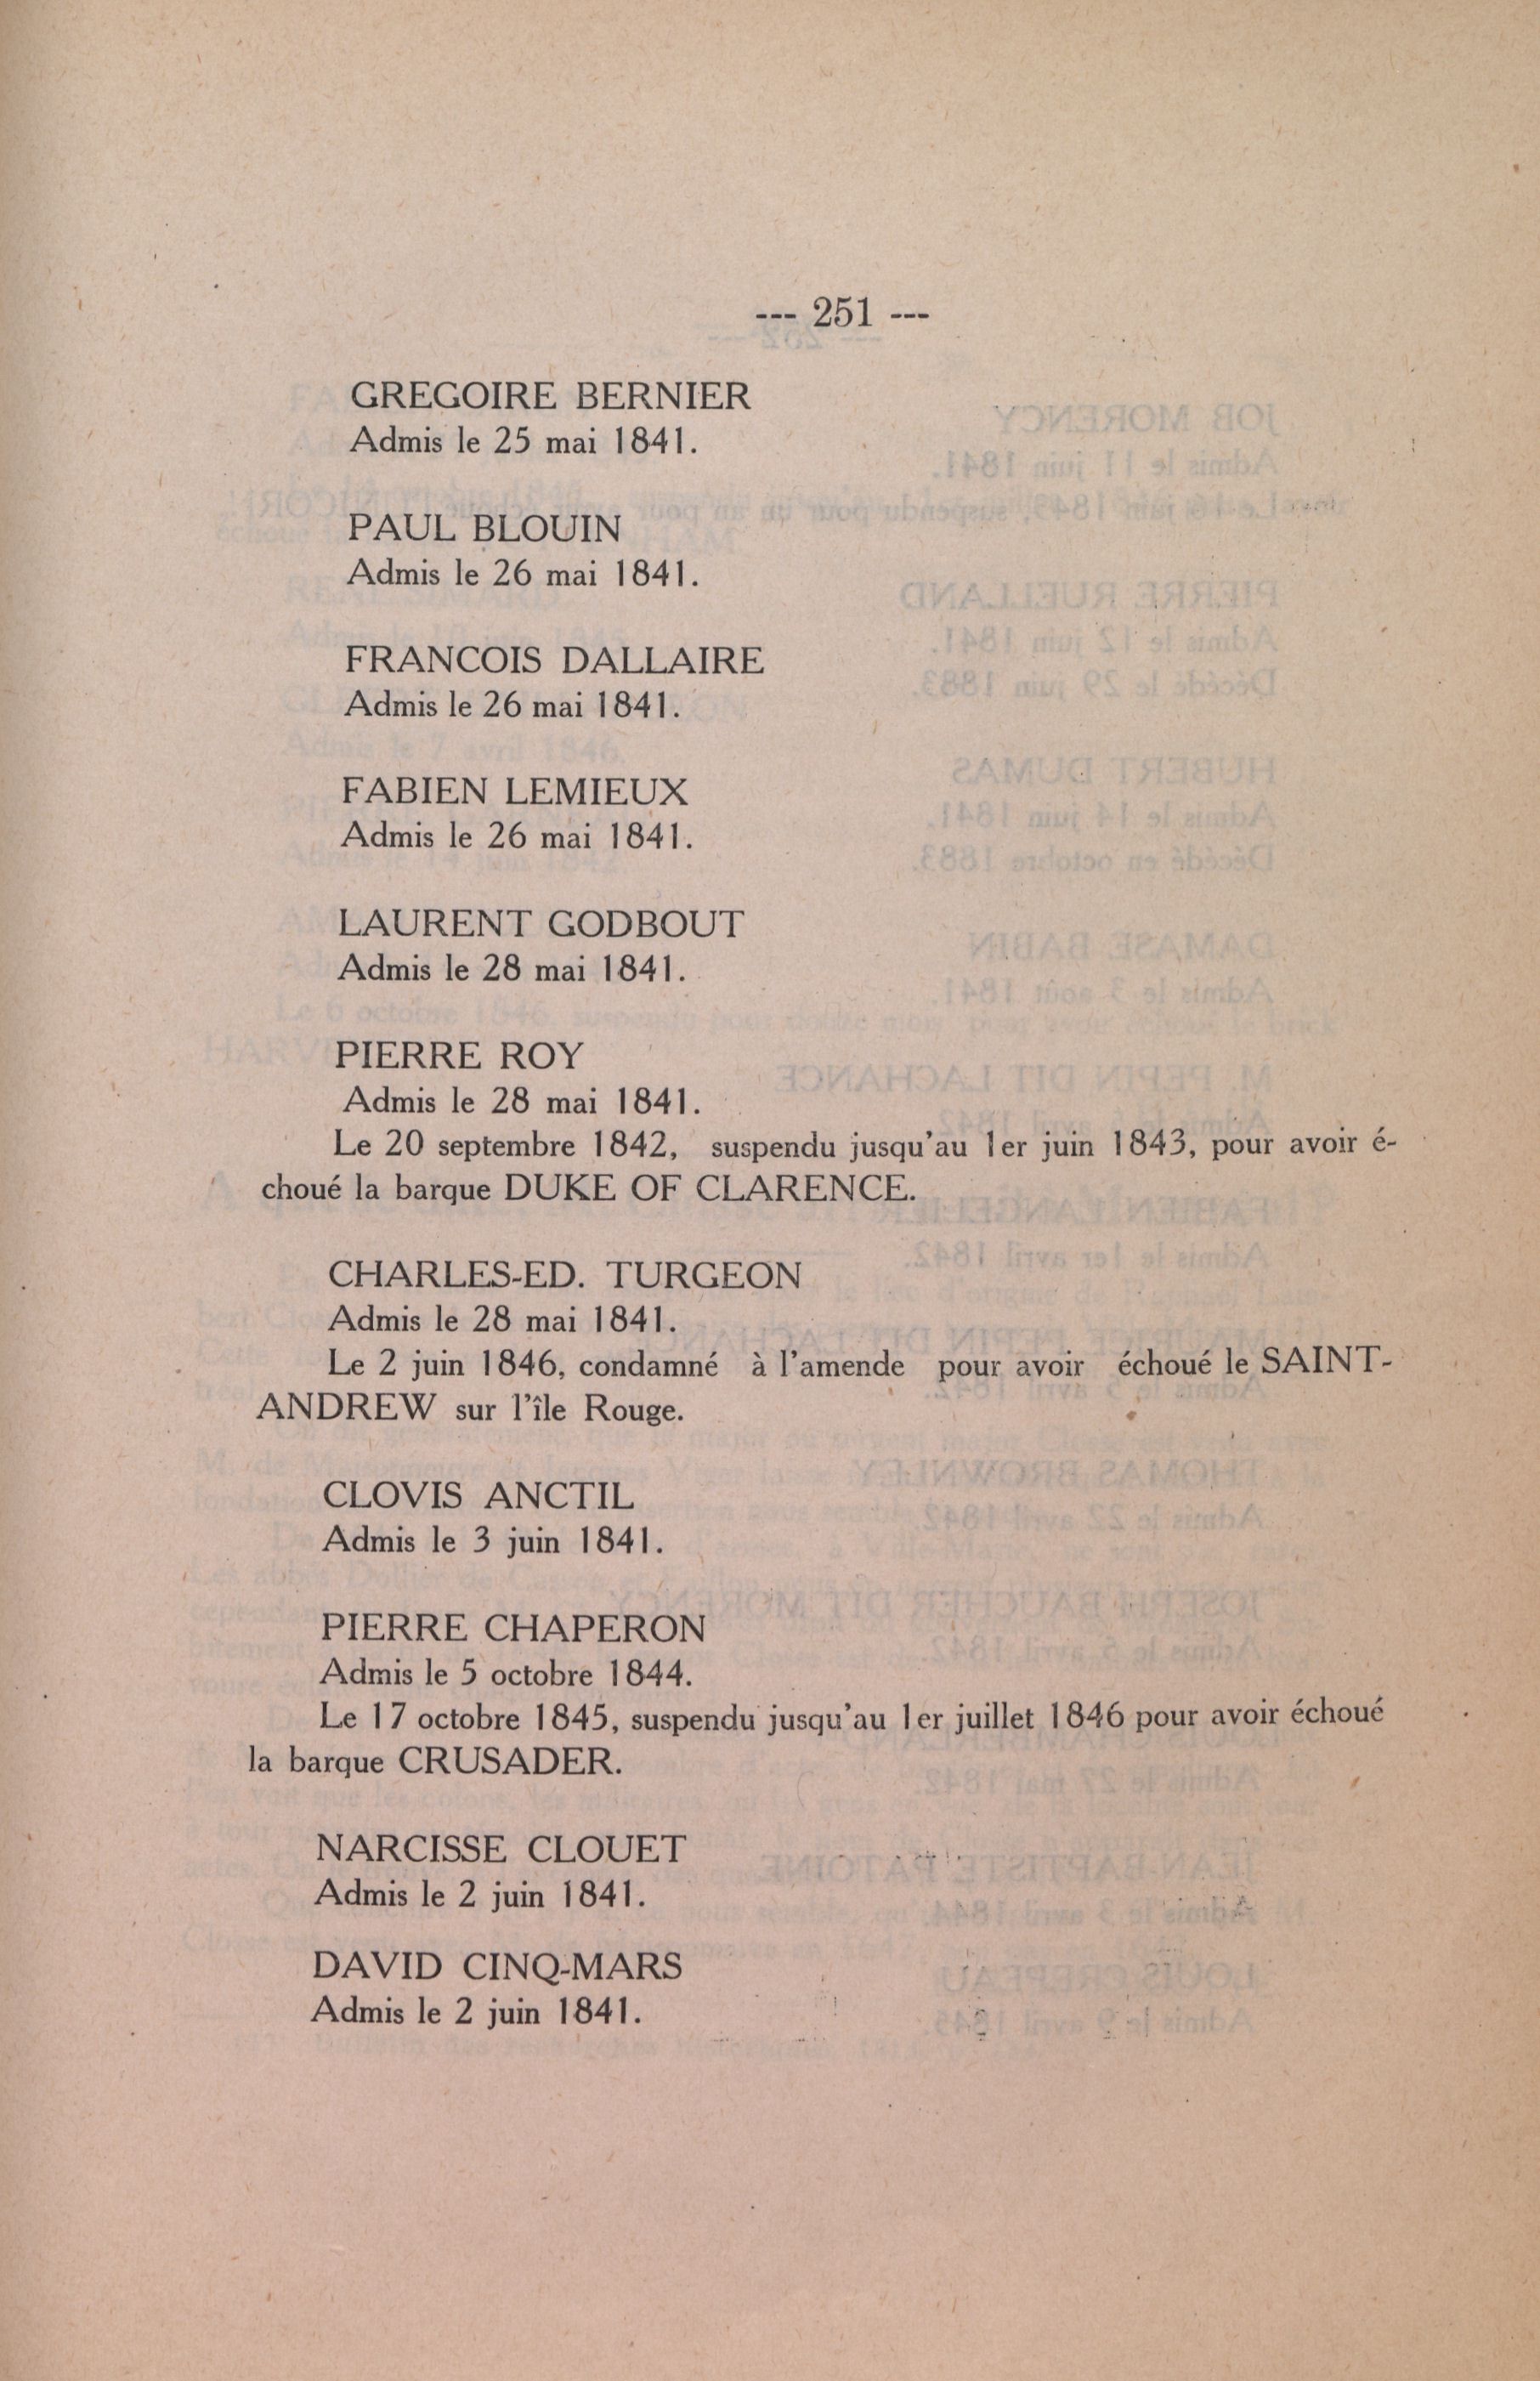 --- 251 ---
GREGOIRE BERNIER
Admis le 25 mai 1841.
PAUL BLOUIN
Admis le 26 mai 1841.
FRANCOIS DALLAIRE
Admis le 26 mai 1841.
FABIEN LEMIEUX
Admis le 26 mai 1841.
LAURENT GODBOUT
Admis le 28 mai 1841.
PIERRE ROY
Admis le 28 mai 1841.
Le 20 septembre 1842, suspendu jusqu'au 1er juin 1843, pour avoir é-
choué la barque DUKE OF CLARENCE.
CHARLES-ED. TURGEON
Admis le 28 mai 1841.
Le 2 juin 1846, condamné à l'amende pour avoir échoué le SAINT-
ANDREW sur l'île Rouge.
CLOVIS ANCTIL
Admis le 3 juin 1841.
PIERRE CHAPERON
Admis le 5 octobre 1844.
Le 17 octobre 1845, suspendu jusqu'au 1er juillet 1846 pour avoir échoué
la barque CRUSADER.
NARCISSE CLOUET
Admis le 2 juin 1841.
DAVID CINQ-MARS
Admis le 2 juin 1841.